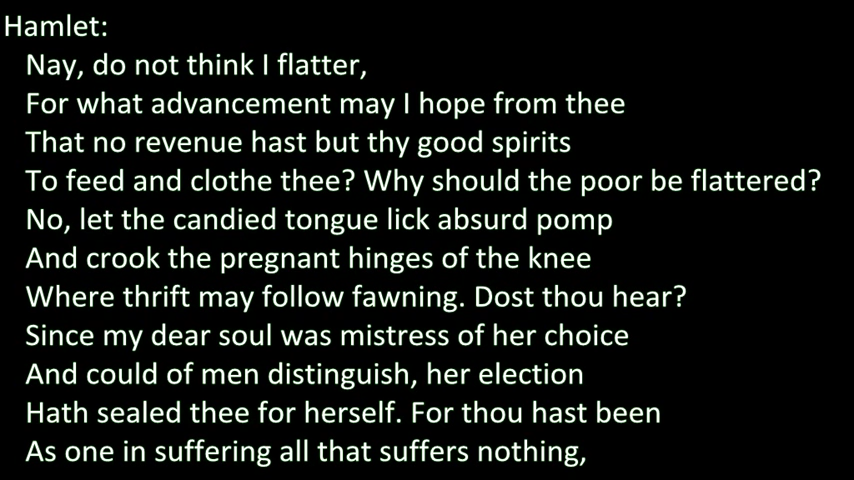 Hamlet:
Nay, do not think I flatter,
For what advancement may I hope from thee
That no revenue hast but thy good spirits
To feed and clothe thee? Why should the poor be flattered?
No, let the candied tongue lick absurd pomp
And crook the pregnant hinges of the knee
Where thrift may follow fawning. Dost thou hear?
Since my dear soul was mistress of her choice
And could of men distinguish, her election
Hath sealed thee for herself. For thou hast been
As one in suffering all that suffers nothing,